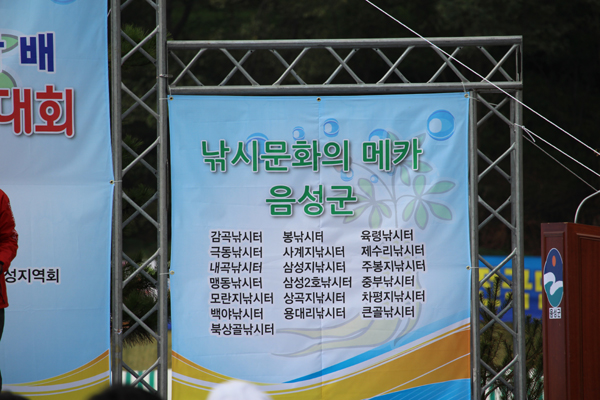 배
대회
성지역회
낚시문화의 메카
음성군
감곡낚시터 봉낚시터 육령낚시터
극동낚시터 사계지낚시터 제수리낚시터
내곡낚시터 삼성지낚시터 주봉지낚시터
맹동낚시터 삼성2호낚시터 중부낚시터
모란지낚시터 상곡지낚시터 차평지낚시터
백야낚시터 용대리낚시터 큰골낚시터
북상골낚시터
음성군